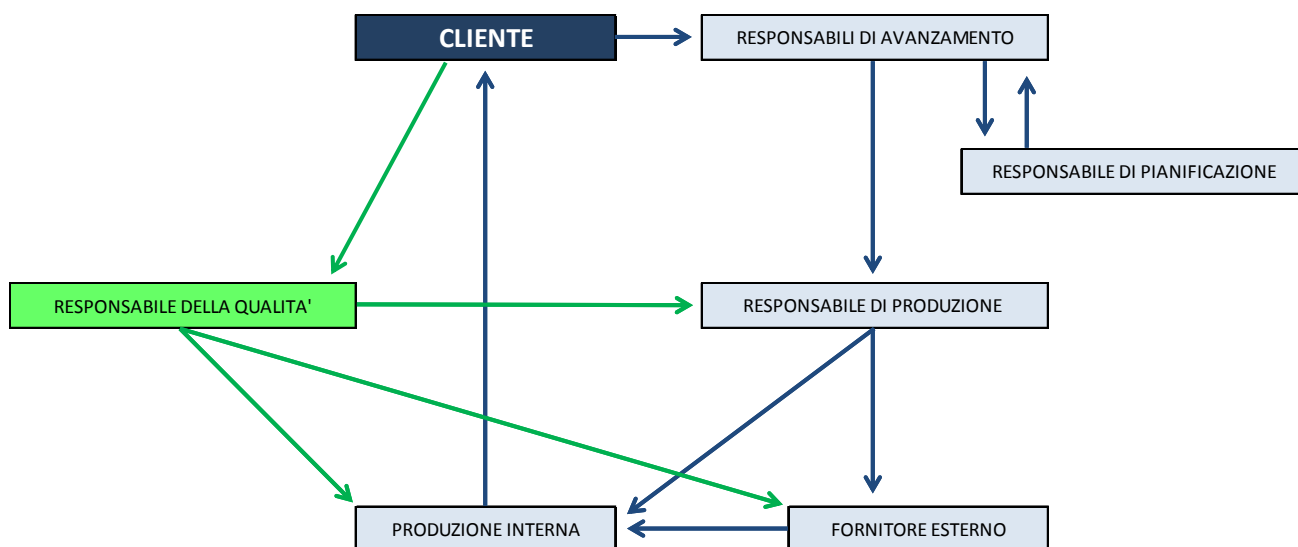 CLIENTE
RESPONSABILI DI AVANZAMENTO
RESPONSABILE DI PIANIFICAZIONE
RESPONSABILE DELLA QUALITA'
RESPONSABILE DI PRODUZIONE
PRODUZIONE INTERNA
FORNITORE ESTERNO